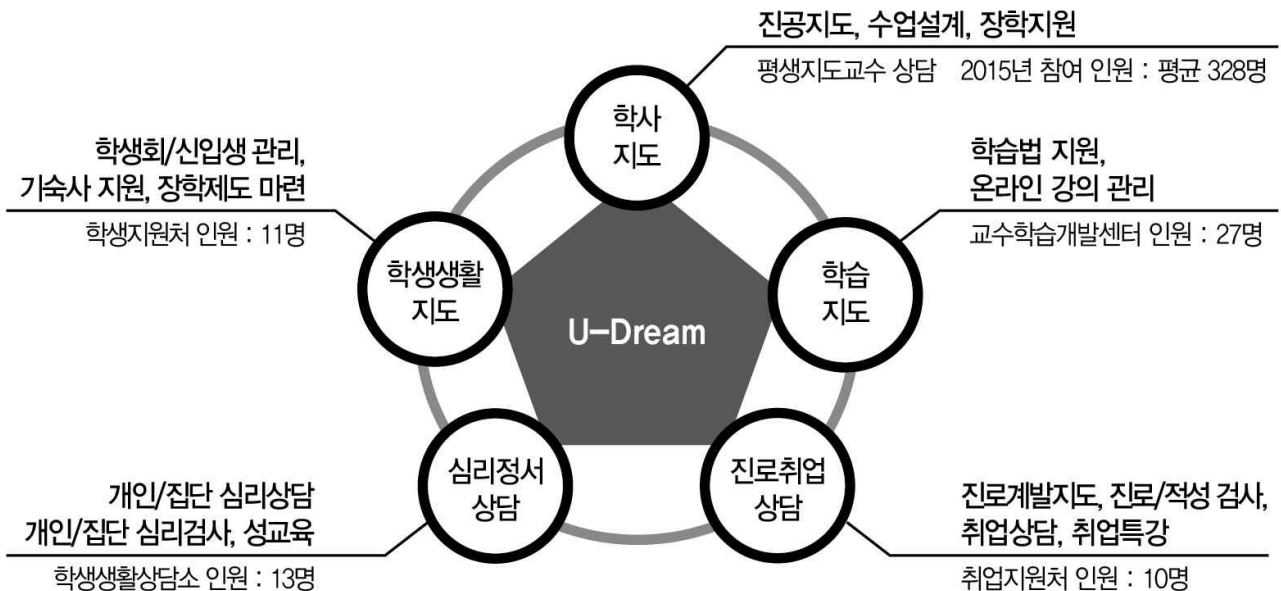 진공지도, 수업설계, 장학지원
평생지도교수 상담 2015년 참여 인원 : 평균 328명
학사
지도
학생회/신입생 관리,
기숙사 지원, 장학제도 마련
학생지원처 인원 : 11명
학습법 지원,
온라인 강의 관리
교수학습개발센터 인원 : 27명
학생생활
지도
학습
지도
U-Dream
심리정서
상담
진로취업
상담
개인/집단 심리상담
개인/집단 심리검사, 성교육
학생생활상담소 인원 : 13명
진로계발지도, 진로/적성 검사,
취업상담, 취업특강
취업지원처 인원 : 10명